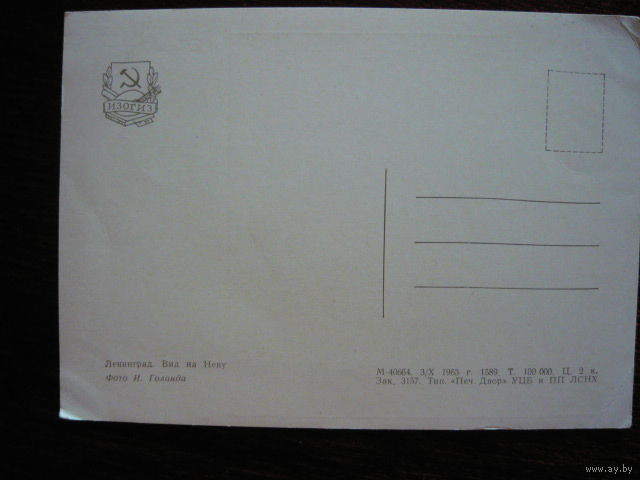 ИЗОГИЗ
Ленинград. Вид на Неву
Фото И. Голанда
М-40664. 3/X 1963 г. 1589. Т. 100 000. Ц. 2 к.
Зак. 3157. Тип. «Печ. Двор» УЦБ и ПП ЛСНХ
www.ay.by